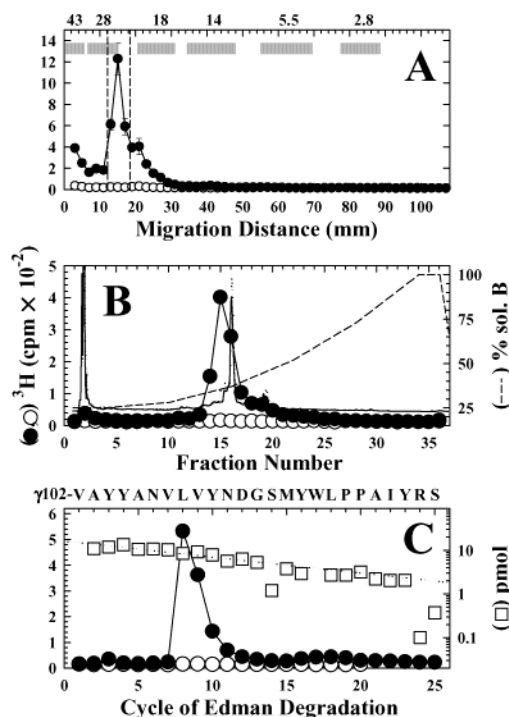 43 28 18 14 5.5 2.8
A
14
12
10
8
6
4
2
0
0 10 20 30 40 50 60 70 80 90 100
Migration Distance (mm)
B
5
4
3
2
1
0
(●○) ³H (cpm × 10⁻²)
100
75
50
25
(---) % sol. B
0 5 10 15 20 25 30 35
Fraction Number
γ102-VAYYANVLVYNDGSMYWLPPAIYRS
C
6
5
4
3
2
1
0
10
1
0.1
(□) pmol
0 5 10 15 20 25
Cycle of Edman Degradation